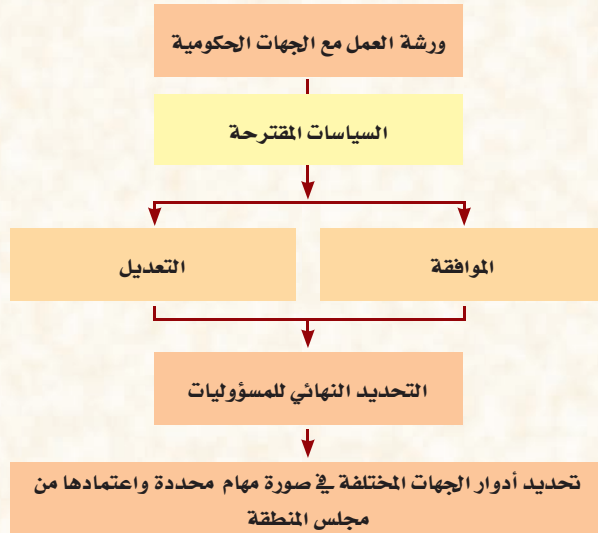 ورشة العمل مع الجهات الحكومية
السياسات المقترحة
الموافقة
التعديل
التحديد النهائي للمسؤوليات
تحديد أدوار الجهات المختلفة في صورة مهام محددة واعتمادها من
مجلس المنطقة